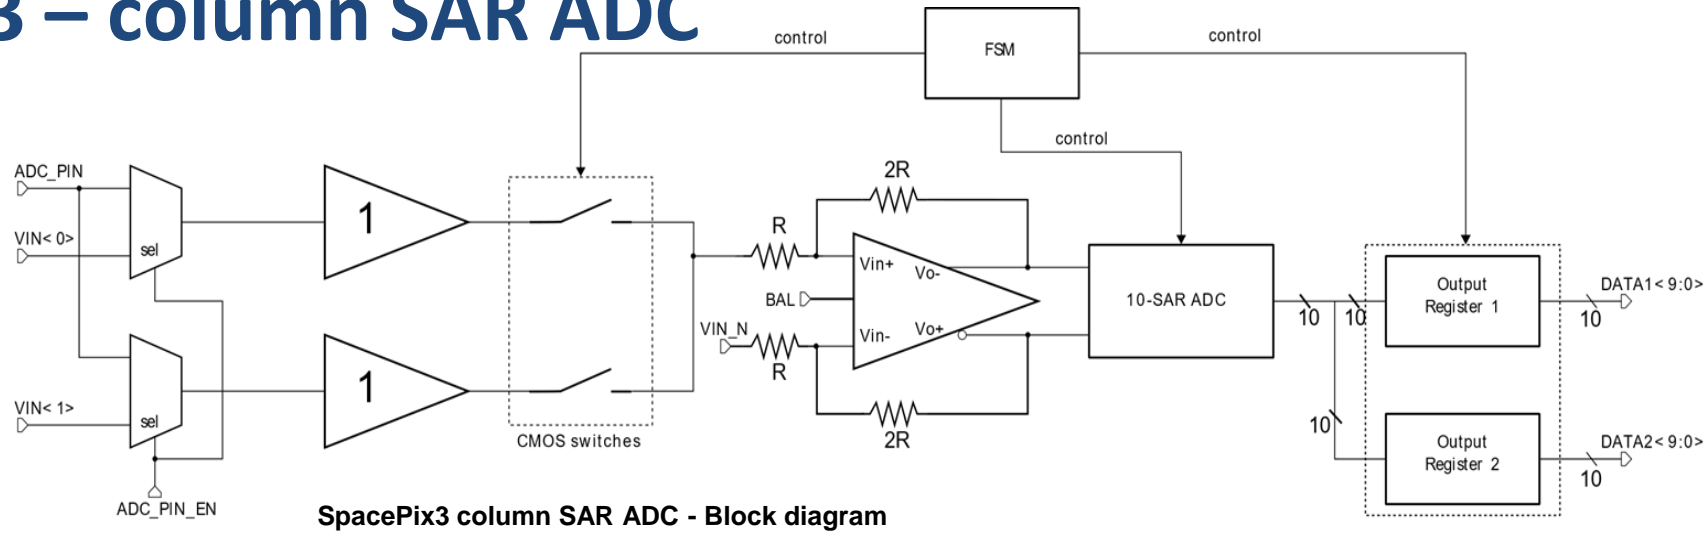 3 – column SAR ADC
control
FSM
control
control
ADC_PIN
VIN< 0>
sel
1
2R
R
Vin+
Vo-
BAL
VIN_N
Vin-
Vo+
R
2R
10-SAR ADC
10
10
Output
Register 1
DATA1< 9:0>
10
VIN< 1>
sel
1
CMOS switches
10
Output
Register 2
DATA2< 9:0>
10
ADC_PIN_EN
SpacePix3 column SAR ADC - Block diagram